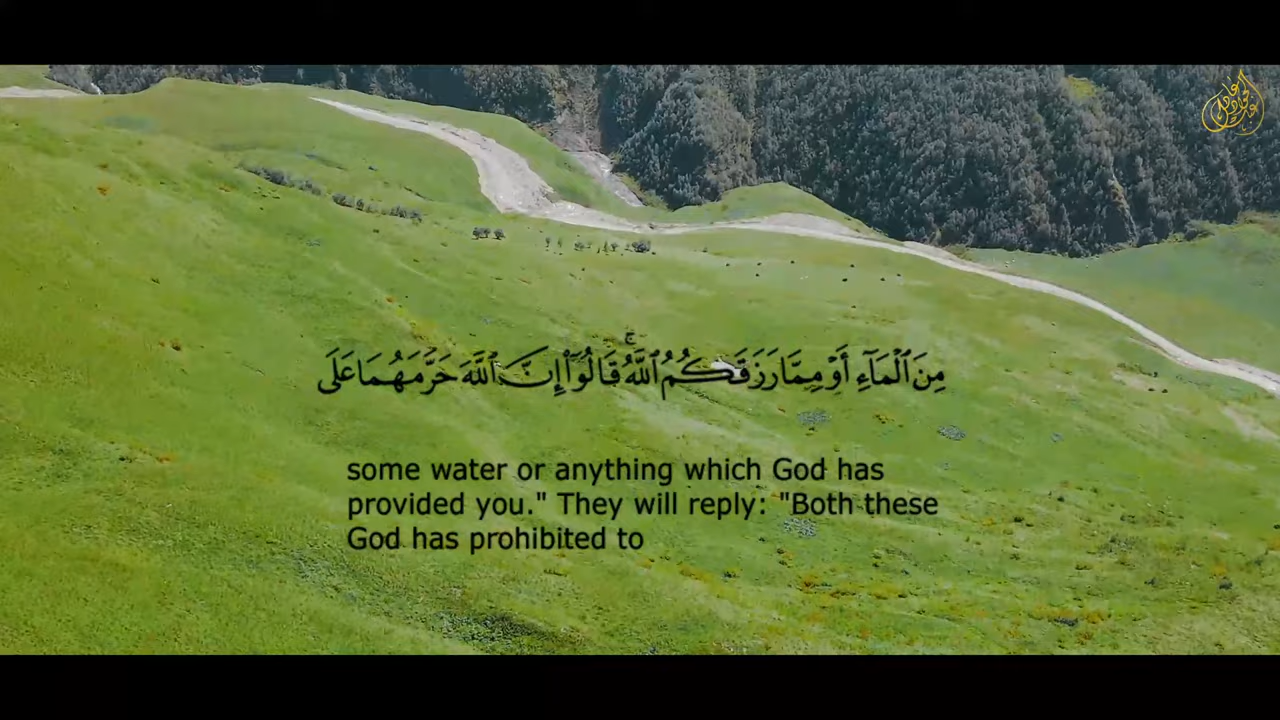 مِنَ ٱلْمَآءِ أَوْ مِمَّا رَزَقَكُمُ ٱللَّهُ ۚ قَالُوٓا۟ إِنَّ ٱللَّهَ حَرَّمَهُمَا عَلَى
some water or anything which God has
provided you." They will reply: "Both these
God has prohibited to